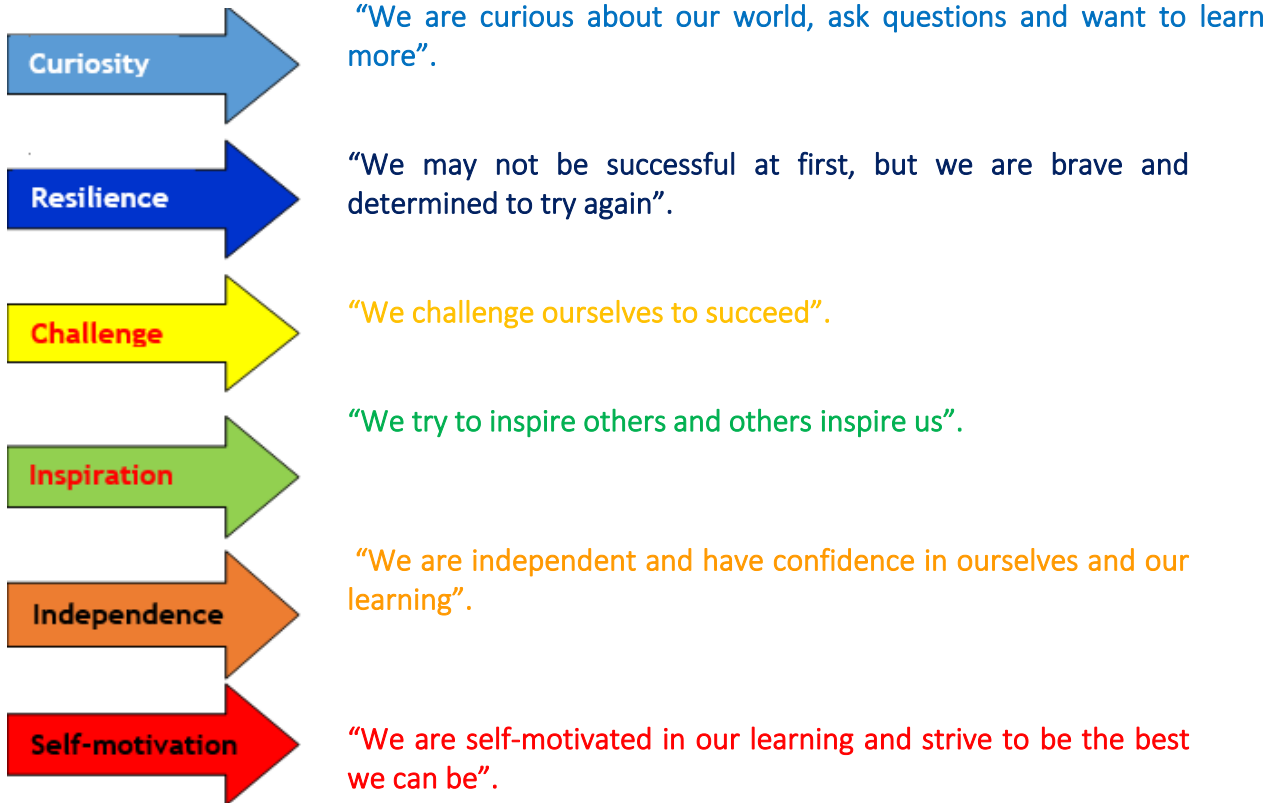 “We are curious about our world, ask questions and want to learn
more”.
Curiosity
“We may not be successful at first, but we are brave and
determined to try again”.
Resilience
“We challenge ourselves to succeed”.
Challenge
“We try to inspire others and others inspire us”.
Inspiration
“We are independent and have confidence in ourselves and our
learning”.
Independence
“We are self-motivated in our learning and strive to be the best
we can be”.
Self-motivation